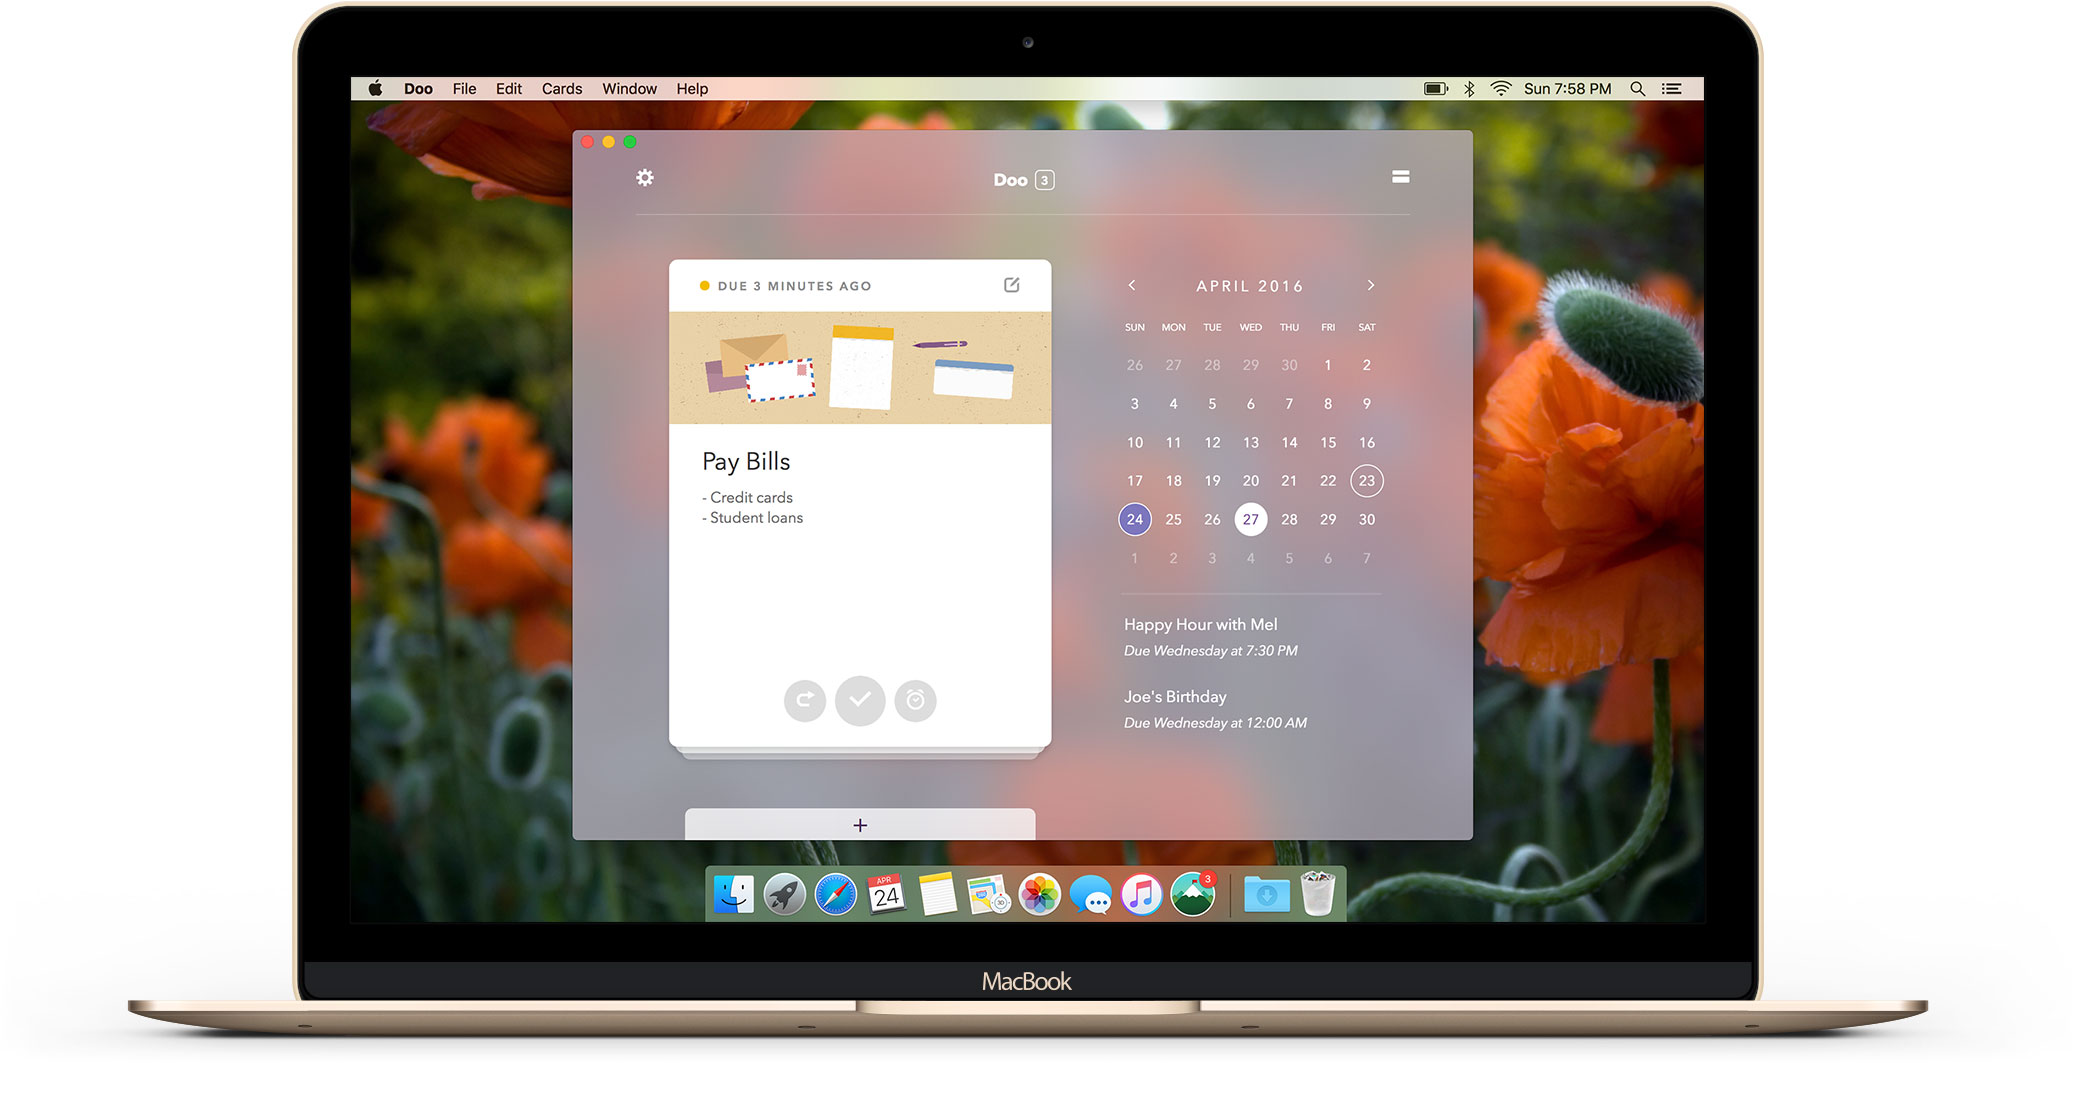 Doo File Edit Cards Window Help Sun 7:58 PM
Doo 3
DUE 3 MINUTES AGO
Pay Bills
- Credit cards
- Student loans
APRIL 2016
SUN MON TUE WED THU FRI SAT
26 27 28 29 30 1 2
3 4 5 6 7 8 9
10 11 12 13 14 15 16
17 18 19 20 21 22 23
24 25 26 27 28 29 30
1 2 3 4 5 6 7
Happy Hour with Mel
Due Wednesday at 7:30 PM
Joe's Birthday
Due Wednesday at 12:00 AM
+
APR
24
30
3
MacBook